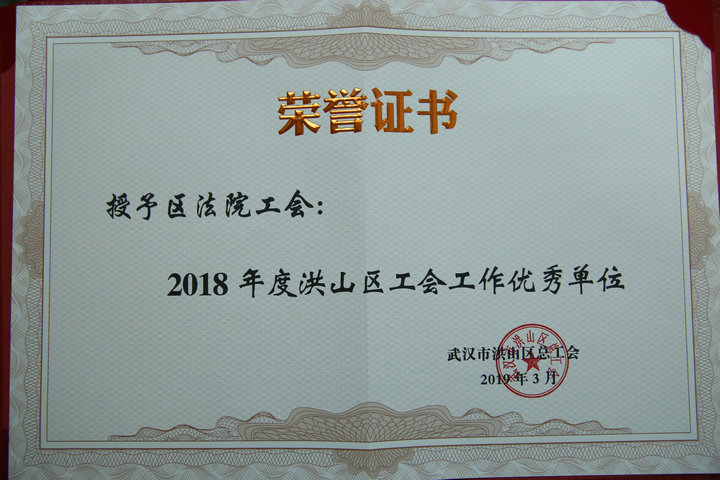 荣誉证书
授予区法院工会：
2018年度洪山区工会工作优秀单位
武汉市洪山区总工会
2019年3月